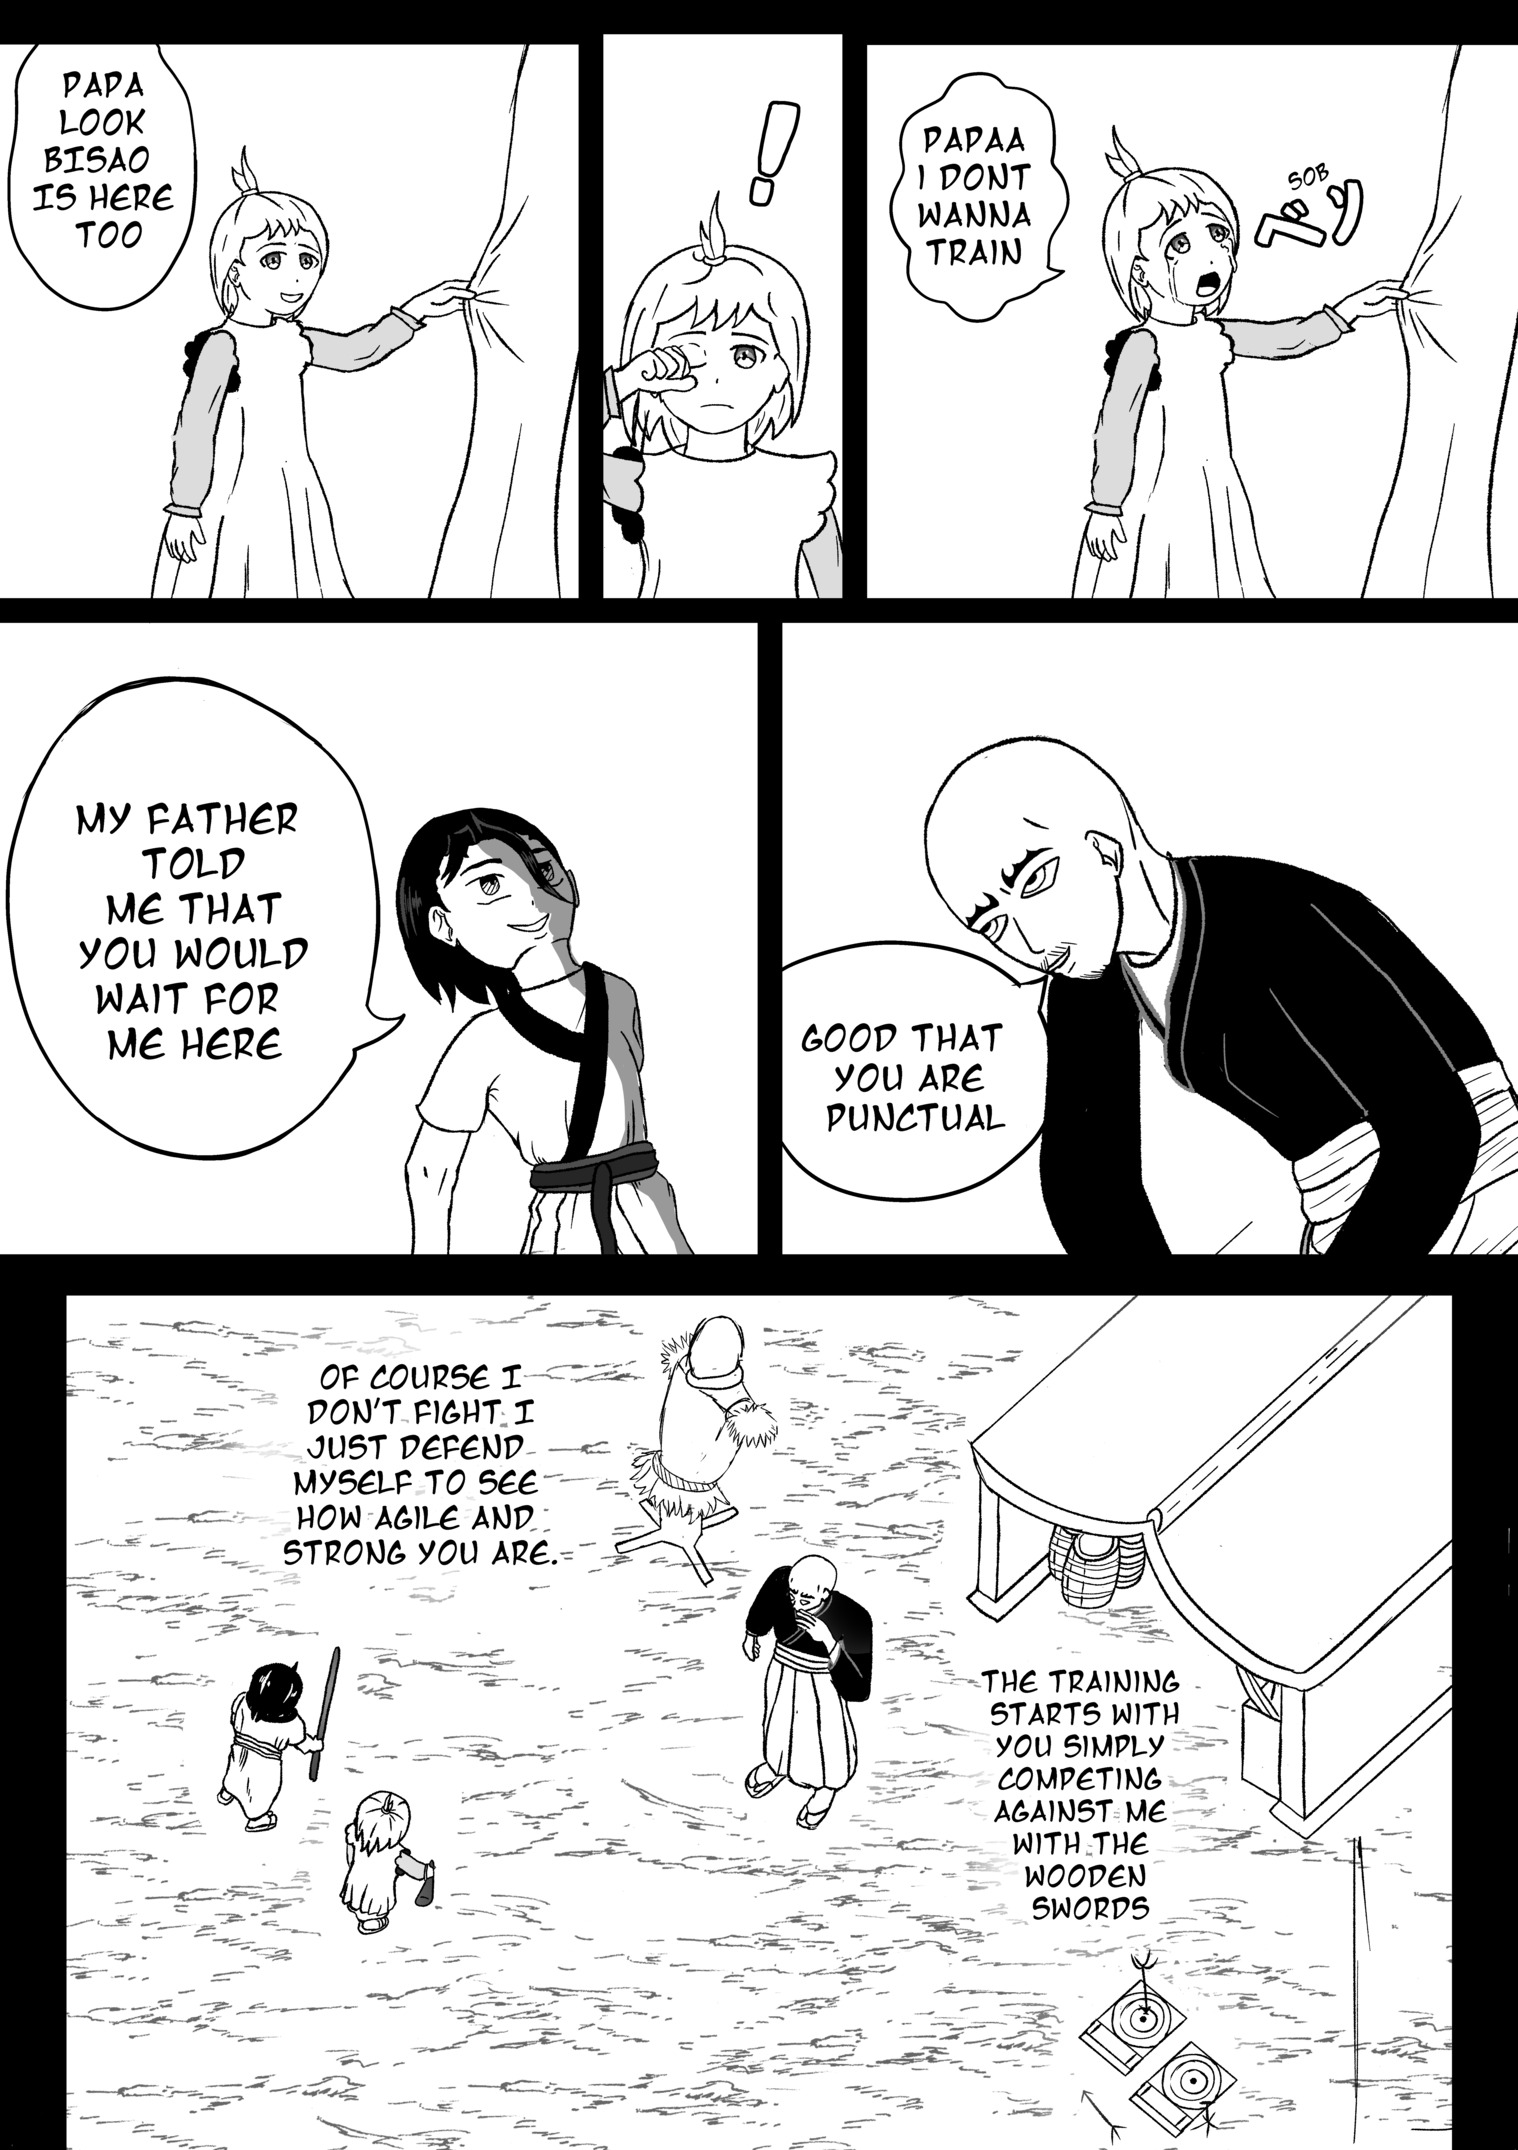 PAPAA
I DONT
WANNA
TRAIN
SOB
ベソ
!
PAPA
LOOK
BISAO
IS HERE
TOO
GOOD THAT
YOU ARE
PUNCTUAL
MY FATHER
TOLD
ME THAT
YOU WOULD
WAIT FOR
ME HERE
THE TRAINING
STARTS WITH
YOU SIMPLY
COMPETING
AGAINST ME
WITH THE
WOODEN
SWORDS
OF COURSE I
DON'T FIGHT I
JUST DEFEND
MYSELF TO SEE
HOW AGILE AND
STRONG YOU ARE.